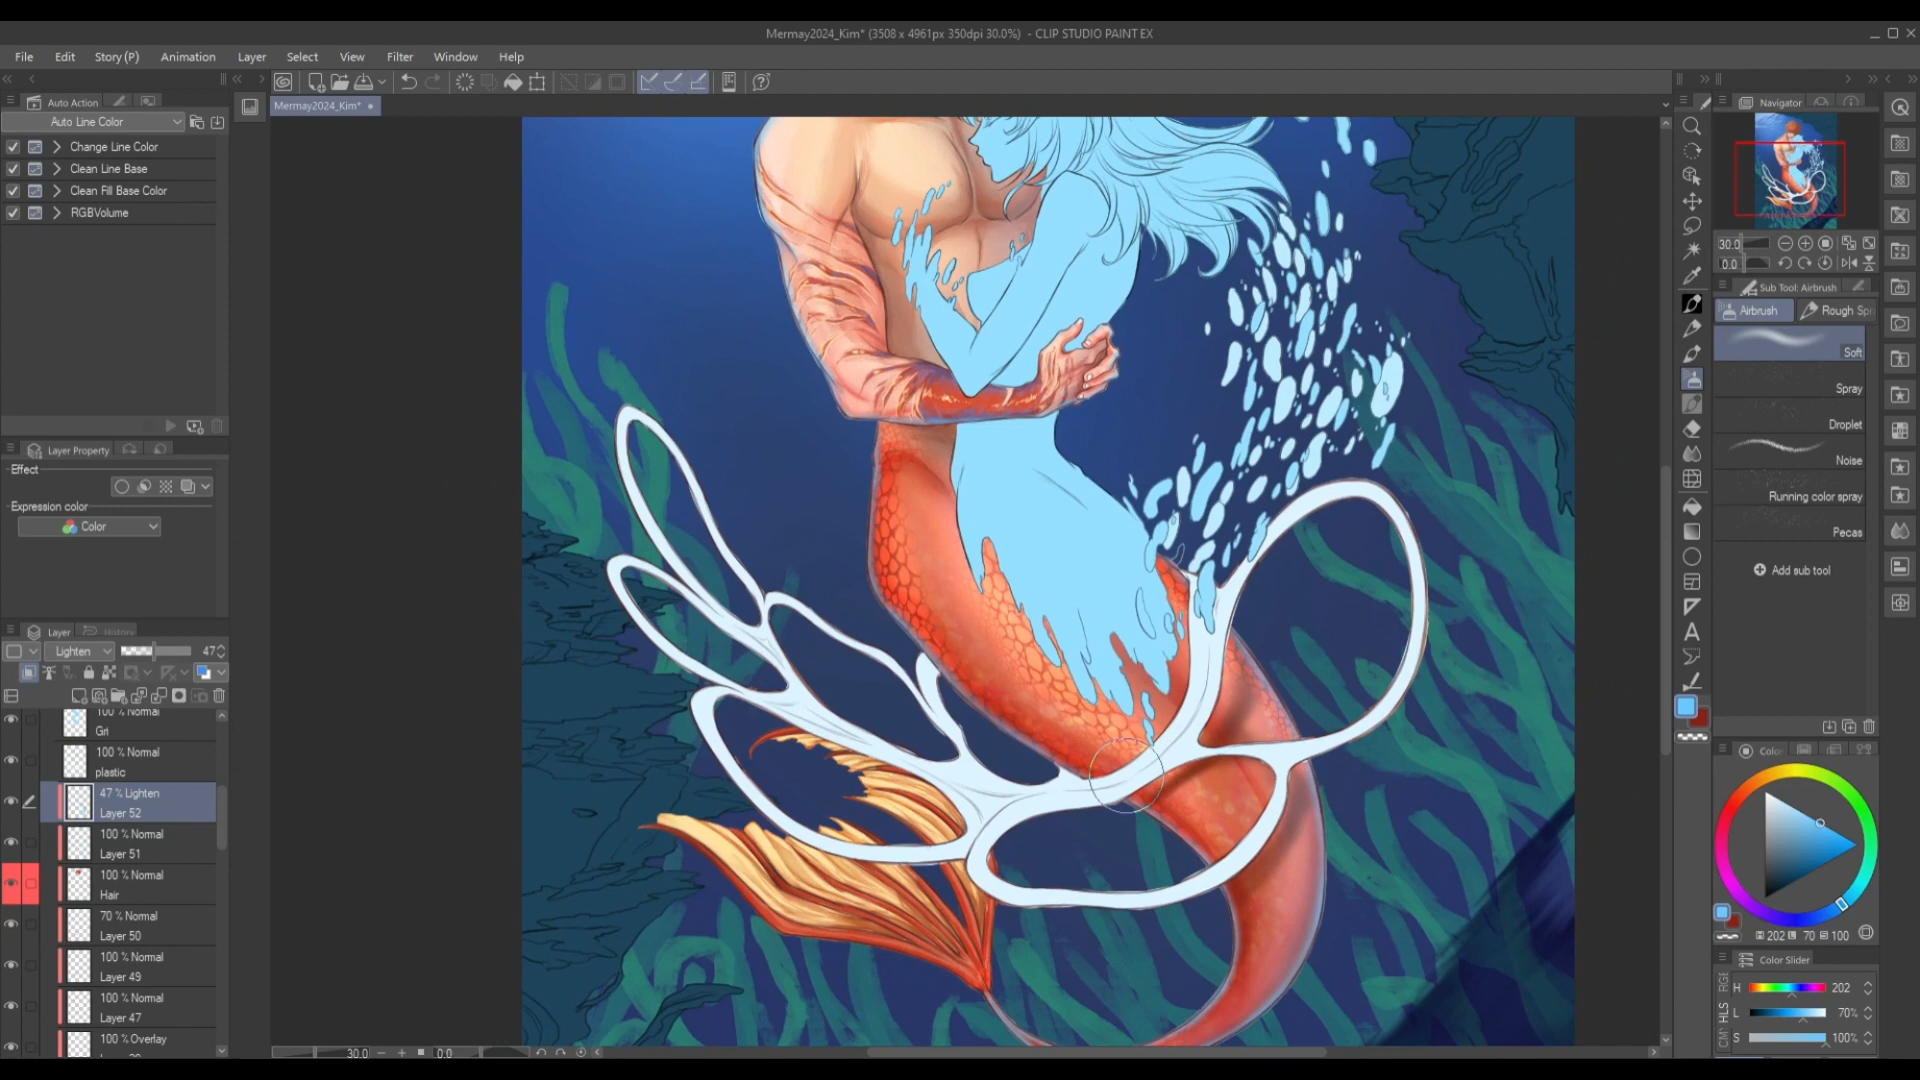 Mermay2024_Kim* (3508 x 4961px 350dpi 30.0%) - CLIP STUDIO PAINT EX
File Edit Story (P) Animation Layer Select View Filter Window Help
Auto Action
Mermay2024_Kim*
Navigator
Auto Line Color
Change Line Color
Clean Line Base
Clean Fill Base Color
RGBVolume
30.0
0.0
Sub Tool: Airbrush
Airbrush
Rough Spr
Soft
Spray
Droplet
Noise
Running color spray
Pecas
Add sub tool
Layer Property
Effect
Expression color
Color
Layer
History
Lighten
47
100 % Normal
Grl
100 % Normal
plastic
47 % Lighten
Layer 52
100 % Normal
Layer 51
100 % Normal
Hair
70 % Normal
Layer 50
100 % Normal
Layer 49
100 % Normal
Layer 47
100 % Overlay
30.0
0.0
A
202 70 100
Color Slider
RGB
HLS
H 202
L 70%
S 100%